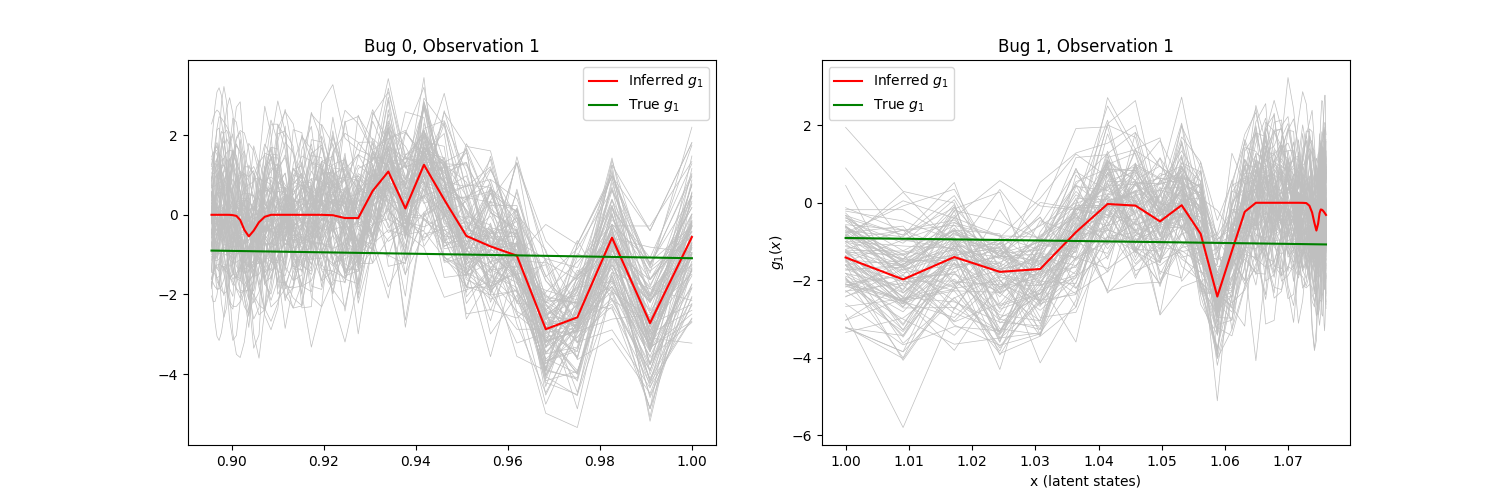 Bug 0, Observation 1
Inferred g₁
True g₁
2
0
−2
−4
0.90 0.92 0.94 0.96 0.98 1.00
Bug 1, Observation 1
Inferred g₁
True g₁
g₁(x)
2
0
−2
−4
−6
1.00 1.01 1.02 1.03 1.04 1.05 1.06 1.07
x (latent states)